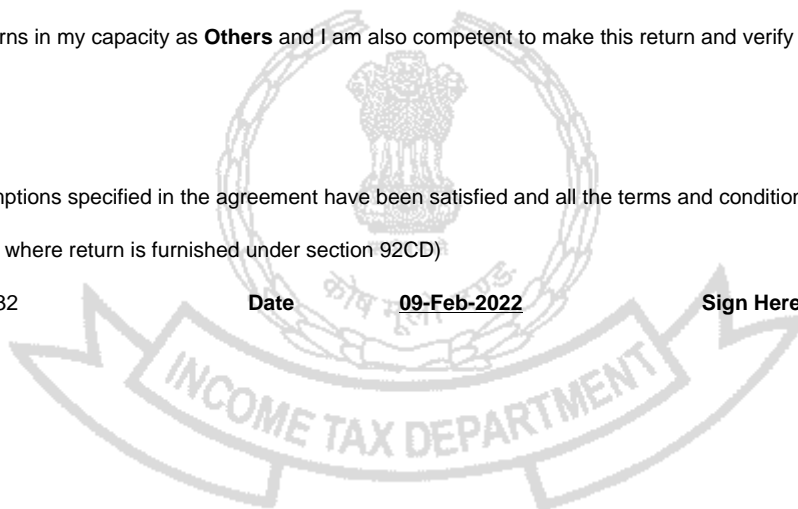 rns in my capacity as Others and I am also competent to make this return and verify
nptions specified in the agreement have been satisfied and all the terms and condition
where return is furnished under section 92CD)
32 Date 09-Feb-2022 Sign Here
कोष मूलो दण्डः
INCOME TAX DEPARTMENT